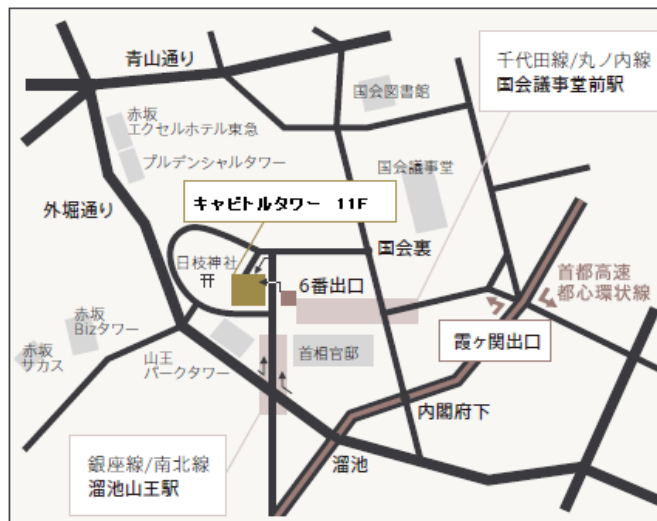 青山通り
千代田線/丸ノ内線
国会議事堂前駅
国会図書館
赤坂
エクセルホテル東急
プルデンシャルタワー
国会議事堂
外堀通り
キャピトルタワー 11F
日枝神社
国会裏
6番出口
首都高速
都心環状線
赤坂
Bizタワー
赤坂
サカス
山王
パークタワー
首相官邸
霞ヶ関出口
内閣府下
銀座線/南北線
溜池山王駅
溜池